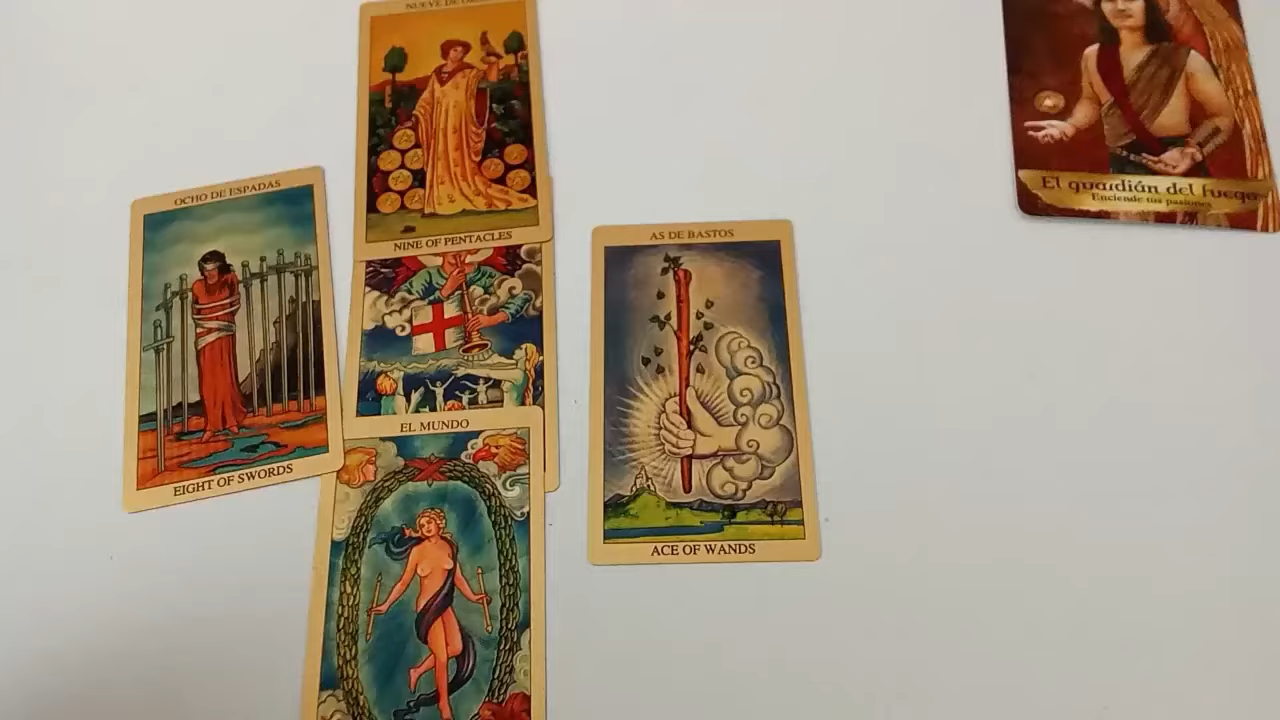 NUEVE DE
NINE OF PENTACLES
OCHO DE ESPADAS
EIGHT OF SWORDS
EL MUNDO
AS DE BASTOS
ACE OF WANDS
El guardián del fuego
Enciende tus pasiones